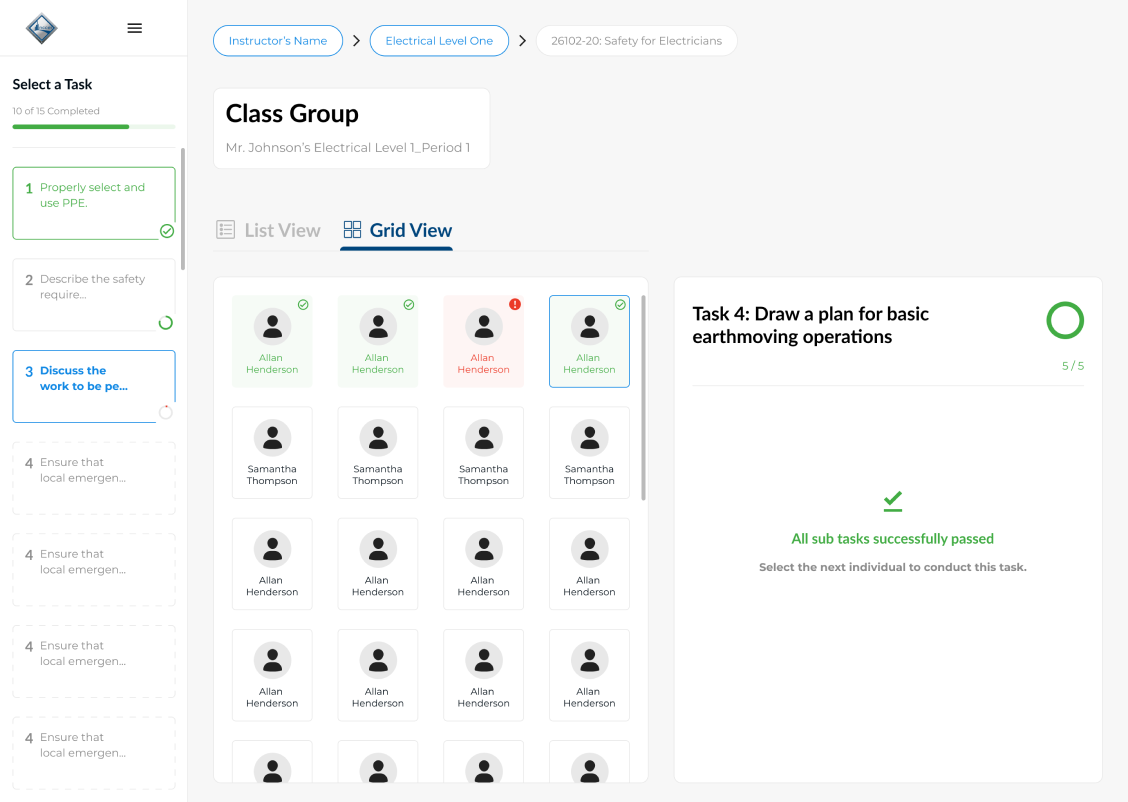 Instructor's Name
Electrical Level One
26102-20: Safety for Electricians
Select a Task
10 of 15 Completed
1 Properly select and
use PPE.
2 Describe the safety
require...
3 Discuss the
work to be pe...
4 Ensure that
local emergen...
4 Ensure that
local emergen...
4 Ensure that
local emergen...
4 Ensure that
local emergen...
Class Group
Mr. Johnson's Electrical Level 1_Period 1
List View
Grid View
Allan
Henderson
Allan
Henderson
Allan
Henderson
Allan
Henderson
Samantha
Thompson
Samantha
Thompson
Samantha
Thompson
Samantha
Thompson
Allan
Henderson
Allan
Henderson
Allan
Henderson
Allan
Henderson
Allan
Henderson
Allan
Henderson
Allan
Henderson
Allan
Henderson
Task 4: Draw a plan for basic
earthmoving operations
5 / 5
All sub tasks successfully passed
Select the next individual to conduct this task.